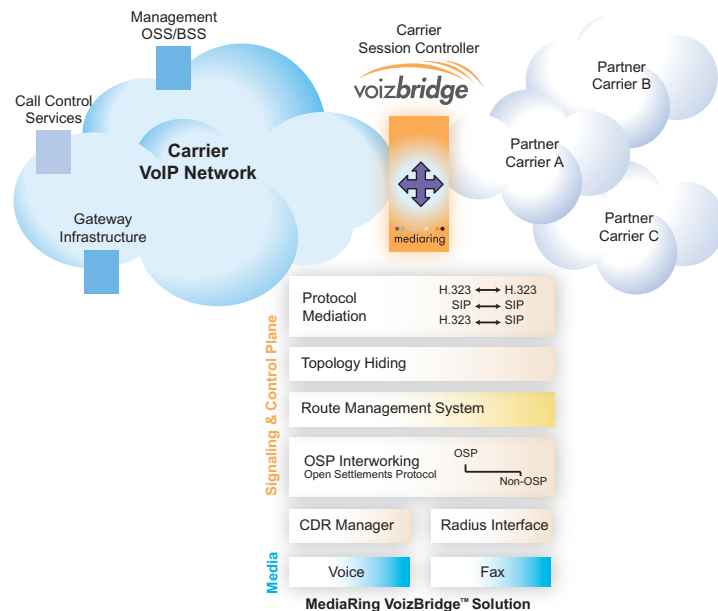 Management
OSS/BSS
Carrier
Session Controller
voizbridge
Partner
Carrier B
Call Control
Services
Carrier
VoIP Network
Partner
Carrier A
Gateway
Infrastructure
Partner
Carrier C
mediaring
Signaling & Control Plane
Protocol
Mediation
H.323 H.323
SIP SIP
H.323 SIP
Topology Hiding
Route Management System
OSP Interworking
Open Settlements Protocol
OSP
Non-OSP
CDR Manager
Radius Interface
Media
Voice
Fax
MediaRing VoizBridge™ Solution